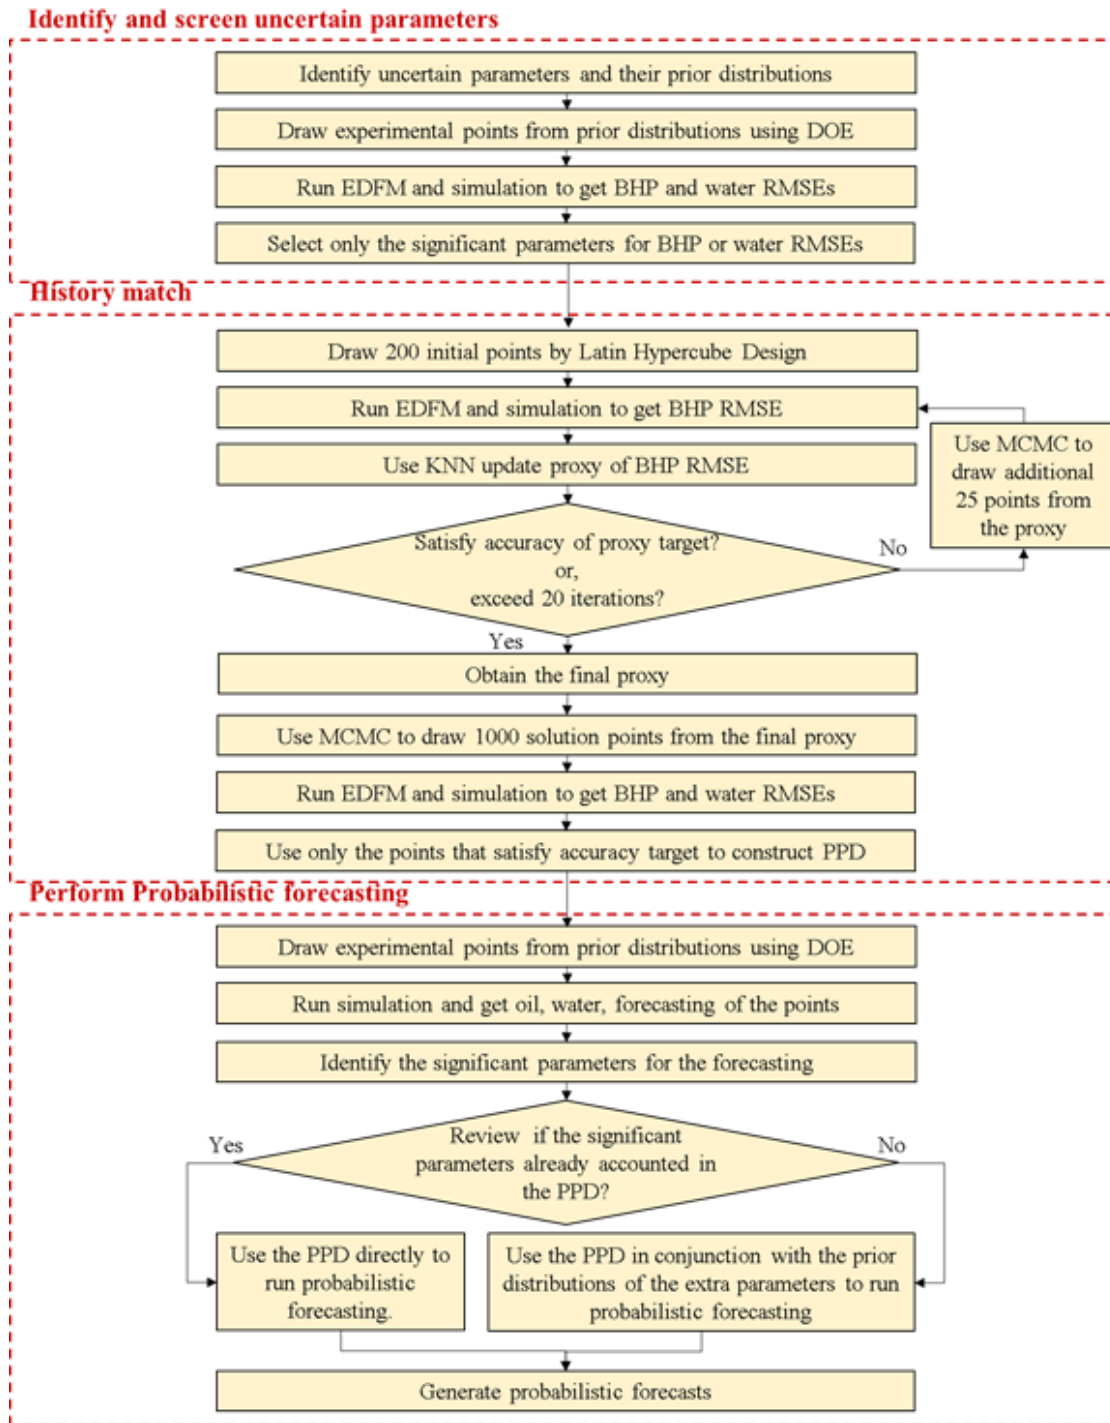 Identify and screen uncertain parameters
Identify uncertain parameters and their prior distributions
Draw experimental points from prior distributions using DOE
Run EDFM and simulation to get BHP and water RMSEs
Select only the significant parameters for BHP or water RMSEs
History match
Draw 200 initial points by Latin Hypercube Design
Run EDFM and simulation to get BHP RMSE
Use KNN update proxy of BHP RMSE
Use MCMC to
draw additional
25 points from
the proxy
Satisfy accuracy of proxy target?
or,
exceed 20 iterations?
No
Yes
Obtain the final proxy
Use MCMC to draw 1000 solution points from the final proxy
Run EDFM and simulation to get BHP and water RMSEs
Use only the points that satisfy accuracy target to construct PPD
Perform Probabilistic forecasting
Draw experimental points from prior distributions using DOE
Run simulation and get oil, water, forecasting of the points
Identify the significant parameters for the forecasting
Review if the significant
parameters already accounted in
the PPD?
Yes
No
Use the PPD directly to
run probabilistic
forecasting.
Use the PPD in conjunction with the prior
distributions of the extra parameters to run
probabilistic forecasting
Generate probabilistic forecasts